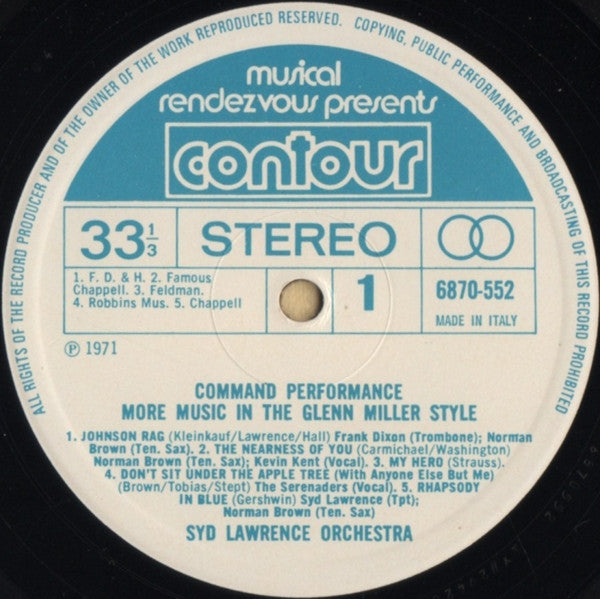 ALL RIGHTS OF THE RECORD PRODUCER AND OF THE OWNER OF THE WORK REPRODUCED RESERVED. COPYING, PUBLIC PERFORMANCE AND BROADCASTING OF THIS RECORD PROHIBITED
musical
rendezvous presents
contour
33 1/3
STEREO
1. F. D. & H. 2. Famous
Chappell. 3. Feldman.
4. Robbins Mus. 5. Chappell
1
6870-552
MADE IN ITALY
℗ 1971
COMMAND PERFORMANCE
MORE MUSIC IN THE GLENN MILLER STYLE
1. JOHNSON RAG (Kleinkauf/Lawrence/Hall) Frank Dixon (Trombone); Norman
Brown (Ten. Sax). 2. THE NEARNESS OF YOU (Carmichael/Washington)
Norman Brown (Ten. Sax); Kevin Kent (Vocal). 3. MY HERO (Strauss).
4. DON'T SIT UNDER THE APPLE TREE (With Anyone Else But Me)
(Brown/Tobias/Stept) The Serenaders (Vocal). 5. RHAPSODY
IN BLUE (Gershwin) Syd Lawrence (Tpt);
Norman Brown (Ten. Sax)
SYD LAWRENCE ORCHESTRA